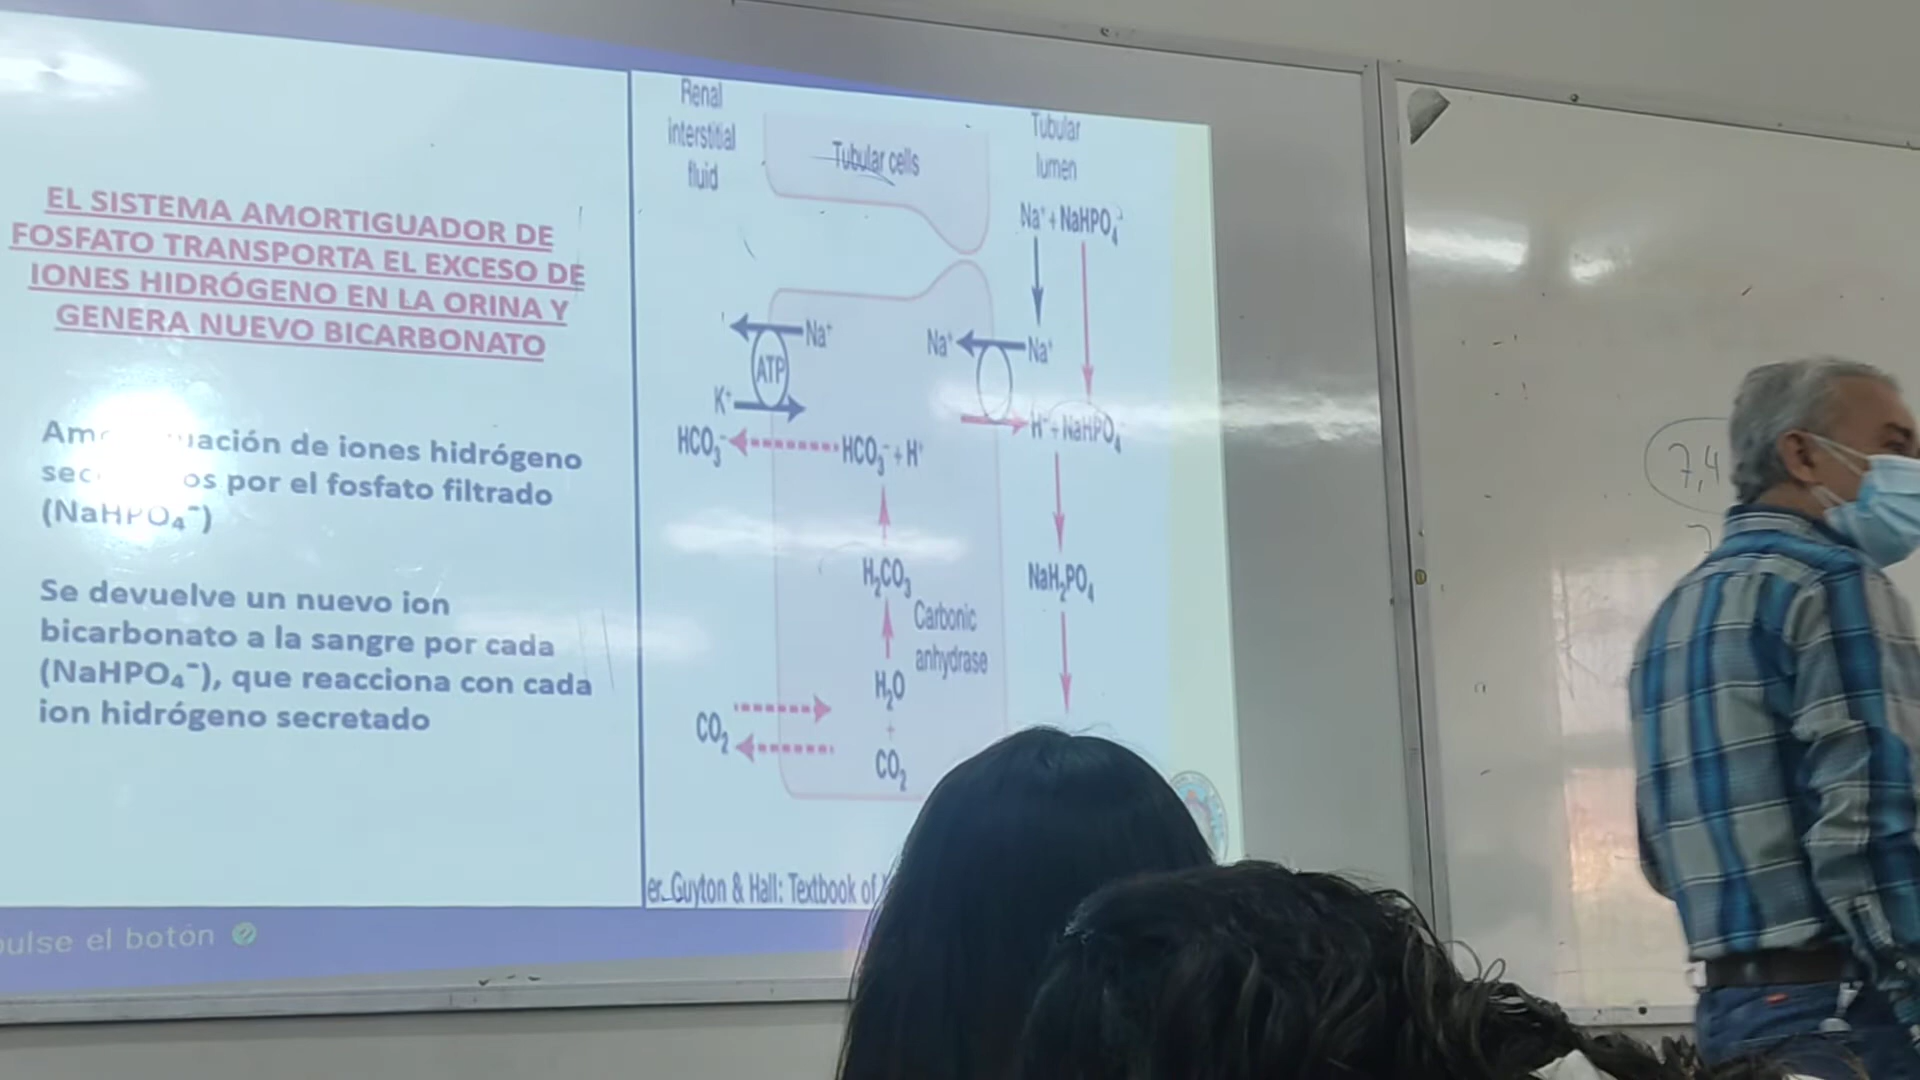 EL SISTEMA AMORTIGUADOR DE
FOSFATO TRANSPORTA EL EXCESO DE
IONES HIDRÓGENO EN LA ORINA Y
GENERA NUEVO BICARBONATO
de iones hidrógeno
por el fosfato filtrado
(NaHPO₄⁻)
Se devuelve un nuevo ion
bicarbonato a la sangre por cada
(NaHPO₄⁻), que reacciona con cada
ion hidrógeno secretado
Renal
interstitial
fluid
Tubular cells
Tubular
lumen
Na⁺ + NaHPO₄⁻
Na⁺
ATP
K⁺
Na⁺
Na⁺
H⁺ + NaHPO₄⁻
HCO₃⁻
HCO₃⁻ + H⁺
H₂CO₃
Carbonic
anhydrase
NaH₂PO₄
H₂O
+
CO₂
CO₂
Guyton & Hall: Textbook of
el botón
7,4